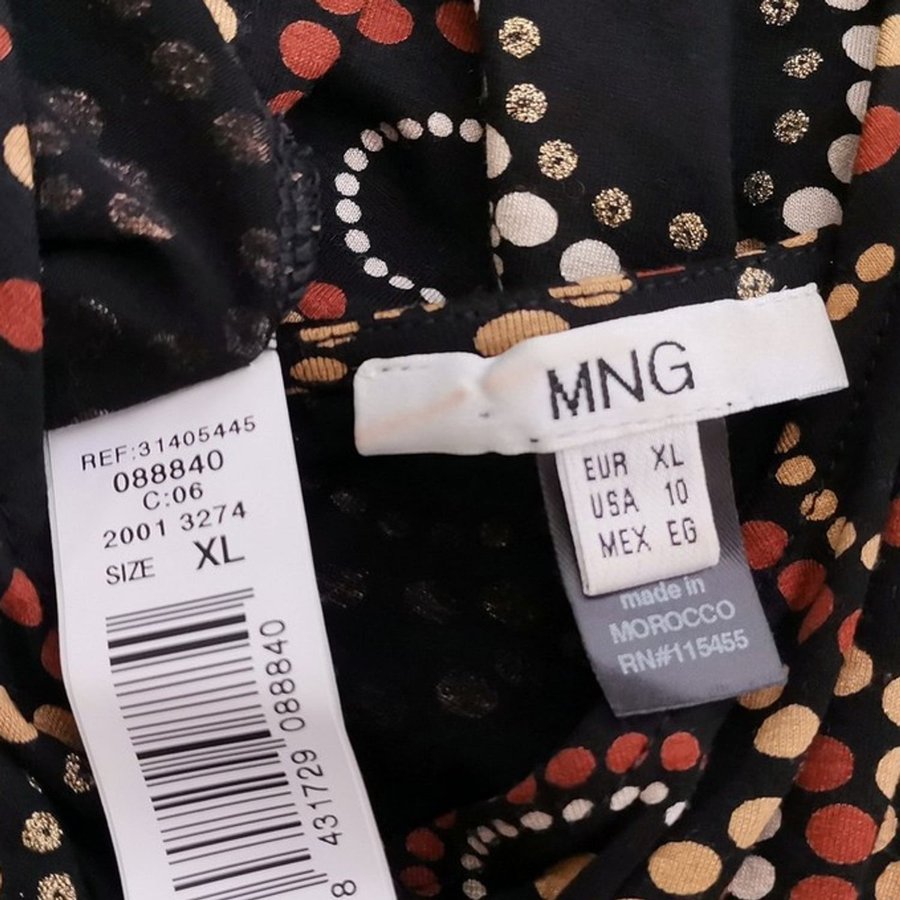 MNG
EUR XL
USA 10
MEX EG
made in
MOROCCO
RN#115455
REF:31405445
088840
C:06
2001 3274
SIZE XL
8 431729 088840